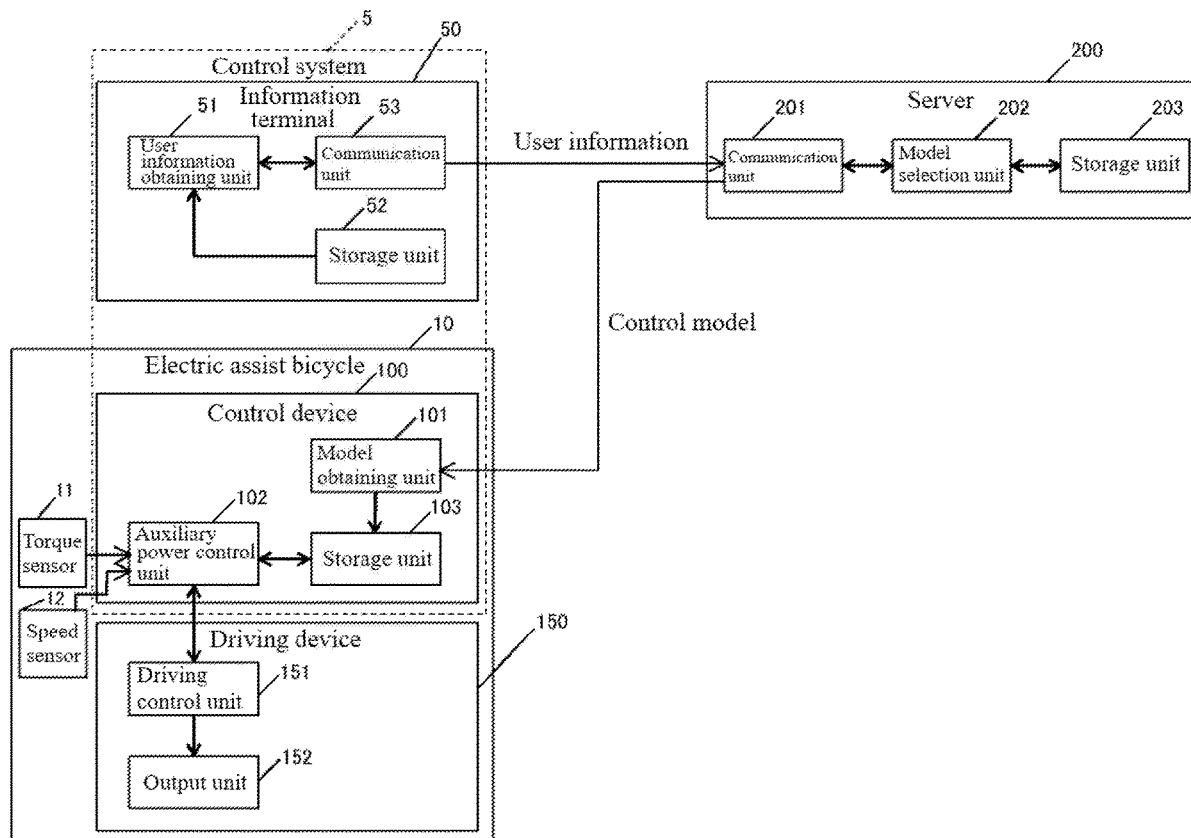 5
50
Control system
Information
terminal
51
53
User
information
obtaining unit
Communication
unit
52
Storage unit
User information
200
Server
201
202
203
Communication
unit
Model
selection unit
Storage unit
Control model
10
Electric assist bicycle
100
Control device
101
Model
obtaining unit
11
102
103
Torque
sensor
Auxiliary
power control
unit
Storage unit
12
Speed
sensor
150
Driving device
Driving
control unit
151
152
Output unit